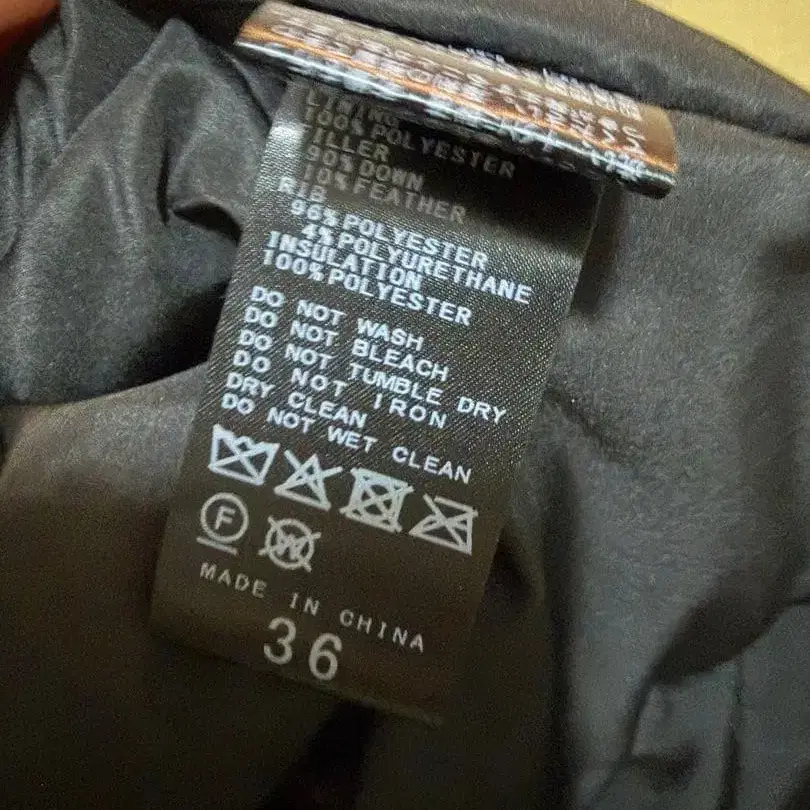 LINING
100% POLYESTER
FILLER
90% DOWN
10% FEATHER
RIB
96% POLYESTER
4% POLYURETHANE
INSULATION
100% POLYESTER
DO NOT WASH
DO NOT BLEACH
DO NOT TUMBLE DRY
DO NOT IRON
DRY CLEAN
DO NOT WET CLEAN
F
W
MADE IN CHINA
36